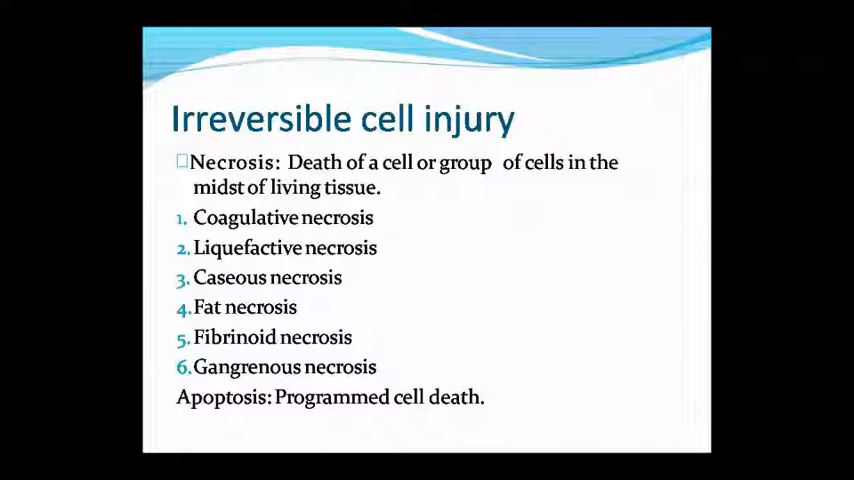 Irreversible cell injury
Necrosis: Death of a cell or group of cells in the
midst of living tissue.
1. Coagulative necrosis
2. Liquefactive necrosis
3. Caseous necrosis
4. Fat necrosis
5. Fibrinoid necrosis
6. Gangrenous necrosis
Apoptosis: Programmed cell death.